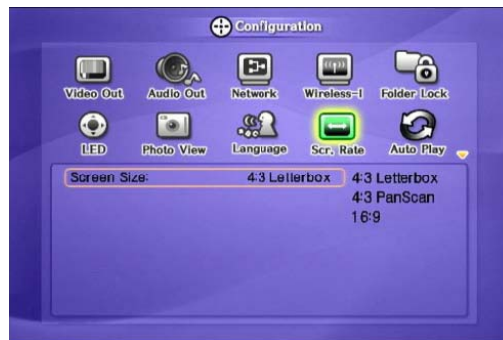 Configuration
Video Out Audio Out Network Wireless-I Folder Lock
LED Photo View Language Scr. Rate Auto Play
Screen Size: 4:3 Letterbox 4:3 Letterbox
4:3 PanScan
16:9